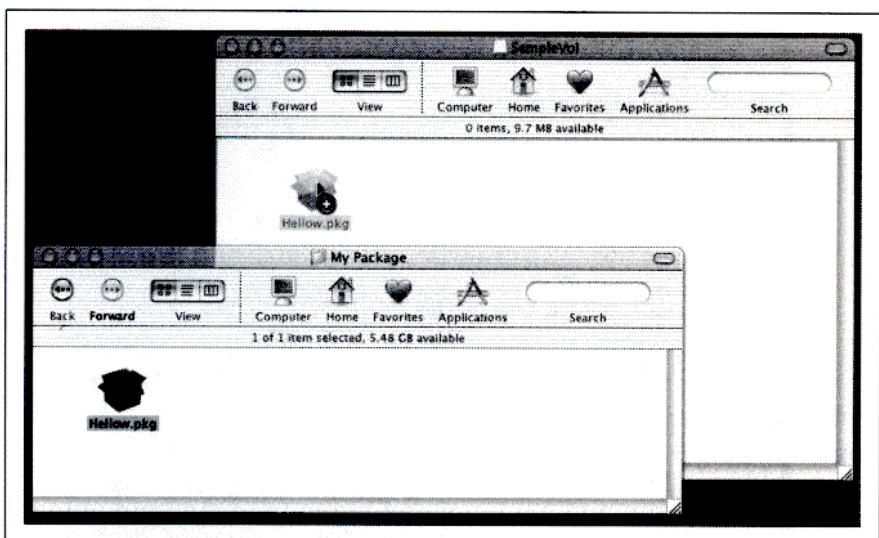 SampleVol
Back Forward View Computer Home Favorites Applications Search
0 items, 9.7 MB available
Hellow.pkg
My Package
Back Forward View Computer Home Favorites Applications Search
1 of 1 item selected, 5.48 GB available
Hellow.pkg